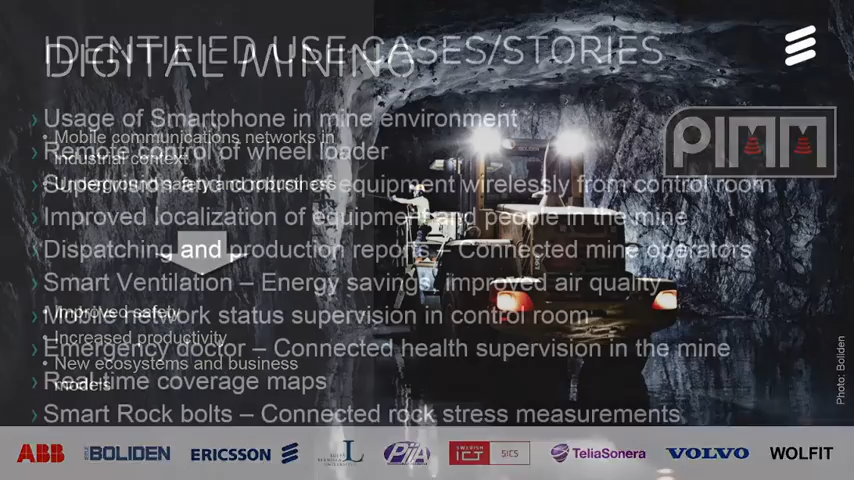 IDENTIFIED USE CASES/STORIES
DIGITAL MINING
PIMM
› Usage of Smartphone in mine environment
• Mobile communications networks in
industrial context
› Remote control of wheel loader
• Underground safety and robustness
› Supervision and control of equipment wirelessly from control room
› Improved localization of equipment and people in the mine
› Dispatching and production reports – Connected mine operators
› Smart Ventilation – Energy savings, improve air quality
• Improved safety
› Mobile network status supervision in control room
• Increased productivity
› Emergency doctor – Connected health supervision in the mine
• New ecosystems and business
models
› Real time coverage maps
› Smart Rock bolts – Connected rock stress measurements
Photo: Boliden
ABB BOLIDEN ERICSSON PiiA SWEDISH ICT SICS TeliaSonera VOLVO WOLFIT